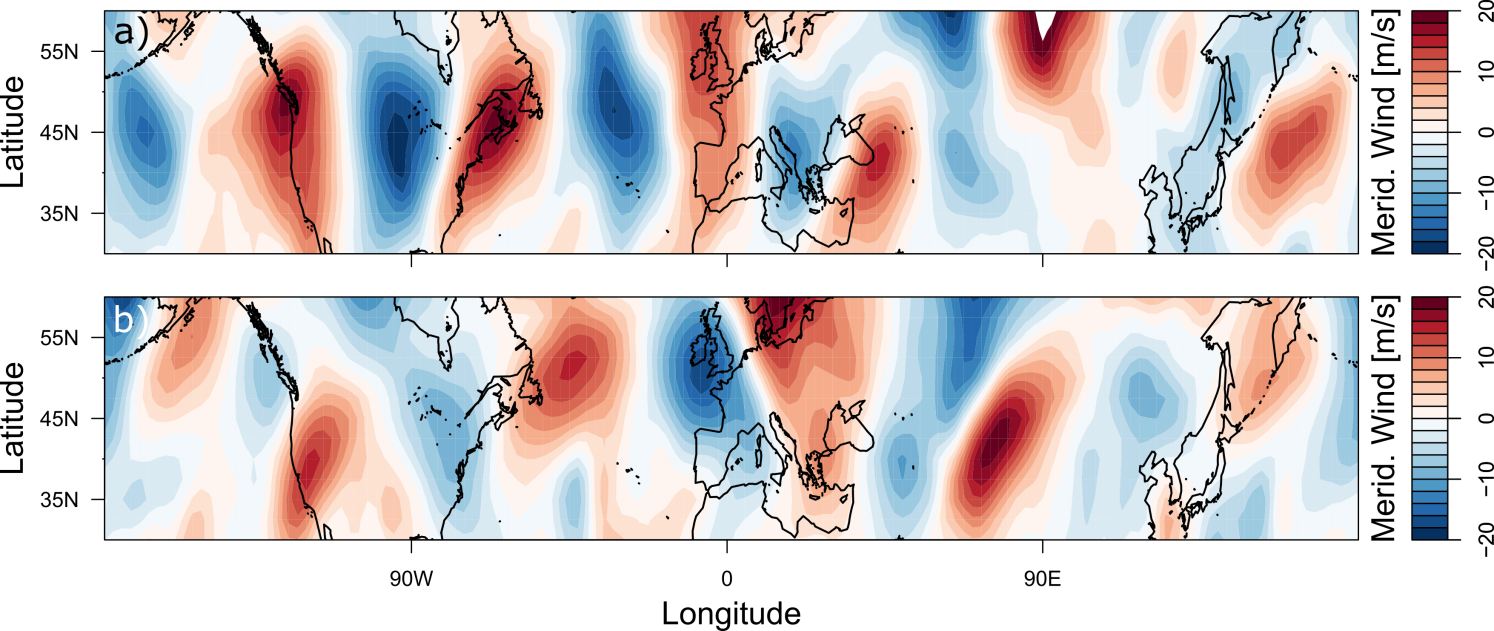 a)
55N
45N
35N
Latitude
Merid. Wind [m/s]
20
10
0
−10
−20
b)
55N
45N
35N
Latitude
Merid. Wind [m/s]
20
10
0
−10
−20
90W
0
90E
Longitude